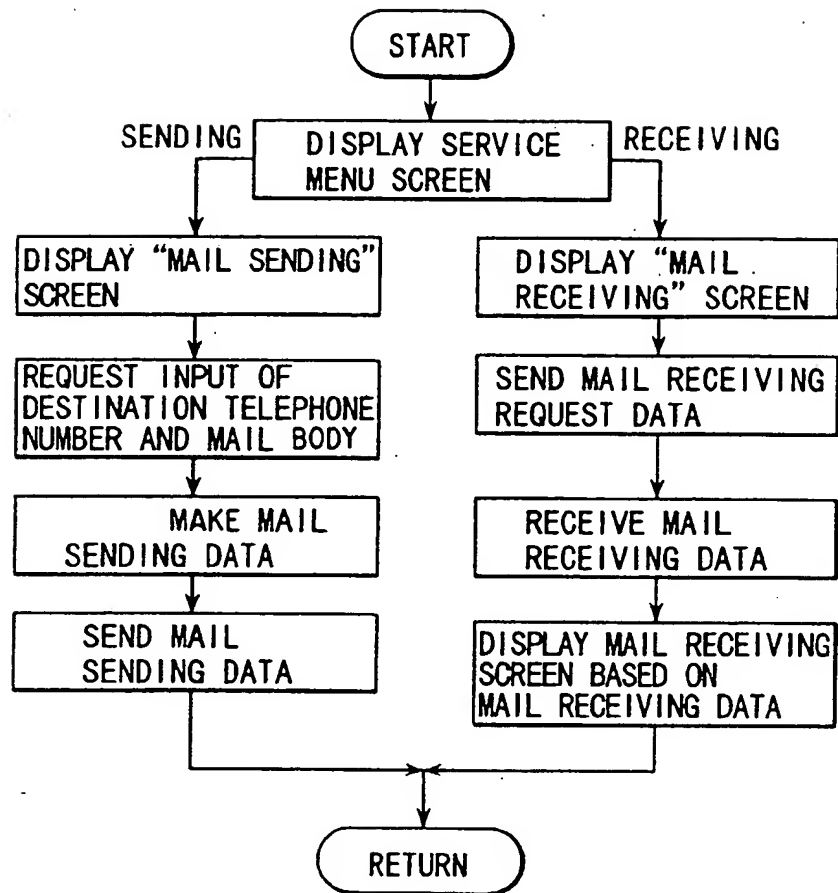 START
SENDING
DISPLAY SERVICE
MENU SCREEN
RECEIVING
DISPLAY “MAIL SENDING”
SCREEN
REQUEST INPUT OF
DESTINATION TELEPHONE
NUMBER AND MAIL BODY
MAKE MAIL
SENDING DATA
SEND MAIL
SENDING DATA
DISPLAY “MAIL
RECEIVING” SCREEN
SEND MAIL RECEIVING
REQUEST DATA
RECEIVE MAIL
RECEIVING DATA
DISPLAY MAIL RECEIVING
SCREEN BASED ON
MAIL RECEIVING DATA
RETURN